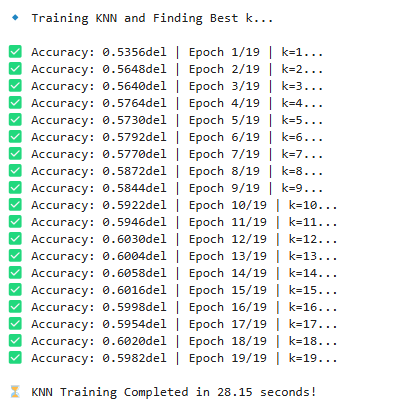 🔹 Training KNN and Finding Best k...
✅ Accuracy: 0.5356del | Epoch 1/19 | k=1...
✅ Accuracy: 0.5648del | Epoch 2/19 | k=2...
✅ Accuracy: 0.5640del | Epoch 3/19 | k=3...
✅ Accuracy: 0.5764del | Epoch 4/19 | k=4...
✅ Accuracy: 0.5730del | Epoch 5/19 | k=5...
✅ Accuracy: 0.5792del | Epoch 6/19 | k=6...
✅ Accuracy: 0.5770del | Epoch 7/19 | k=7...
✅ Accuracy: 0.5872del | Epoch 8/19 | k=8...
✅ Accuracy: 0.5844del | Epoch 9/19 | k=9...
✅ Accuracy: 0.5922del | Epoch 10/19 | k=10...
✅ Accuracy: 0.5946del | Epoch 11/19 | k=11...
✅ Accuracy: 0.6030del | Epoch 12/19 | k=12...
✅ Accuracy: 0.6004del | Epoch 13/19 | k=13...
✅ Accuracy: 0.6058del | Epoch 14/19 | k=14...
✅ Accuracy: 0.6016del | Epoch 15/19 | k=15...
✅ Accuracy: 0.5998del | Epoch 16/19 | k=16...
✅ Accuracy: 0.5954del | Epoch 17/19 | k=17...
✅ Accuracy: 0.6020del | Epoch 18/19 | k=18...
✅ Accuracy: 0.5982del | Epoch 19/19 | k=19...
⏳ KNN Training Completed in 28.15 seconds!